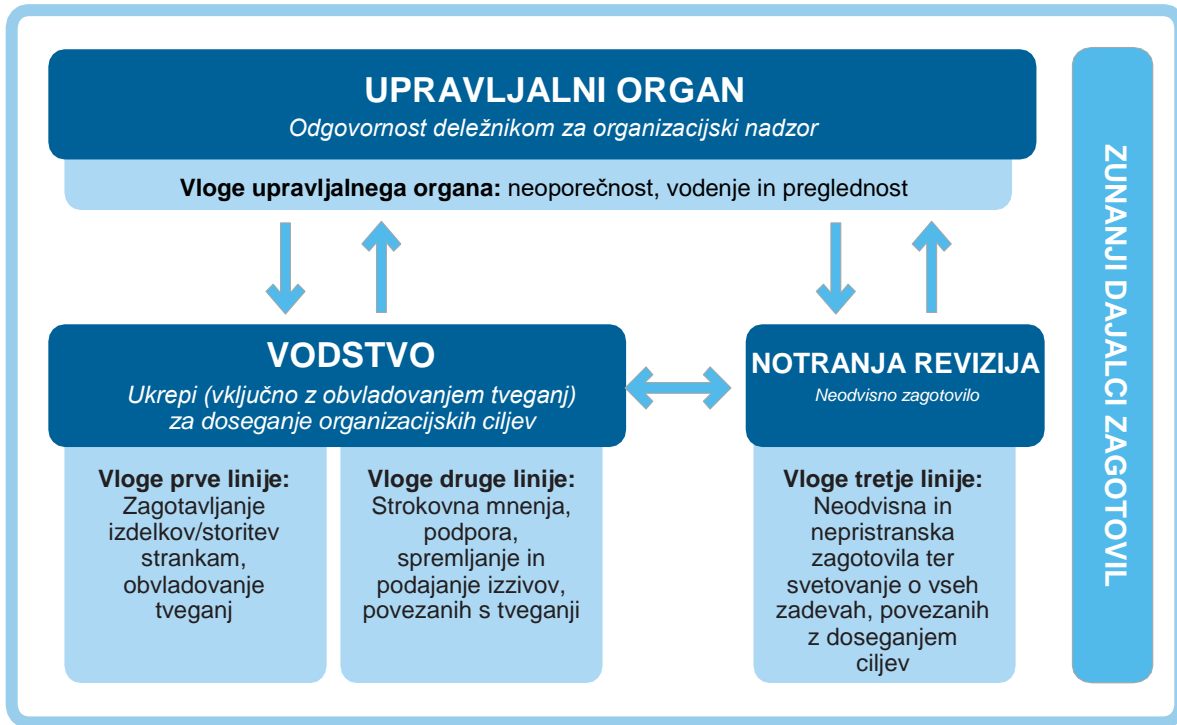 UPRAVLJALNI ORGAN
Odgovornost deležnikom za organizacijski nadzor
Vloge upravljalnega organa: neoporečnost, vodenje in preglednost
VODSTVO
Ukrepi (vključno z obvladovanjem tveganj)
za doseganje organizacijskih ciljev
Vloge prve linije:
Zagotavljanje
izdelkov/storitev
strankam,
obvladovanje
tveganj
Vloge druge linije:
Strokovna mnenja,
podpora,
spremljanje in
podajanje izzivov,
povezanih s tveganji
NOTRANJA REVIZIJA
Neodvisno zagotovilo
Vloge tretje linije:
Neodvisna in
nepristranska
zagotovila ter
svetovanje o vseh
zadevah, povezanih
z doseganjem
ciljev
ZUNANJI DAJALCI ZAGOTOVIL